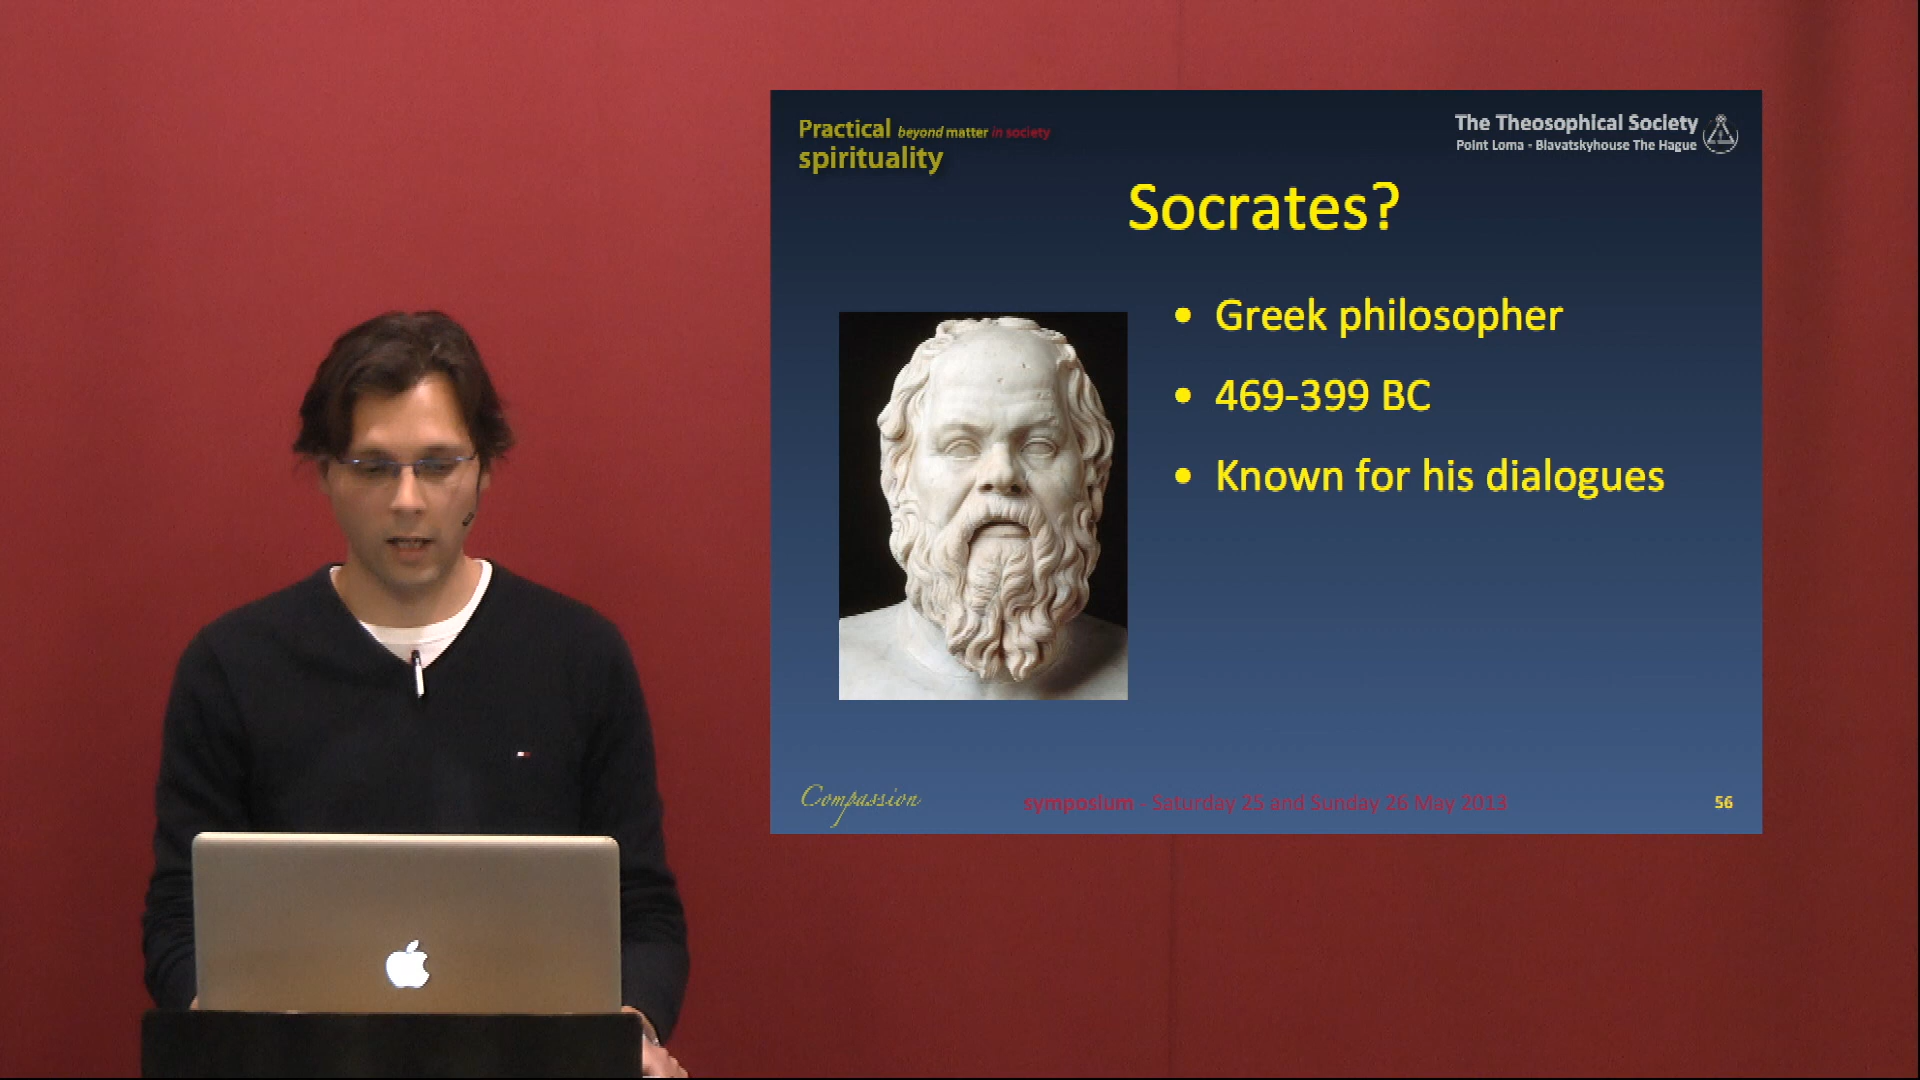 Practical beyond matter in society
spirituality
The Theosophical Society
Point Loma - Blavatskyhouse The Hague
Socrates?
• Greek philosopher
• 469-399 BC
• Known for his dialogues
Compassion
symposium - Saturday 25 and Sunday 26 May 2013
56